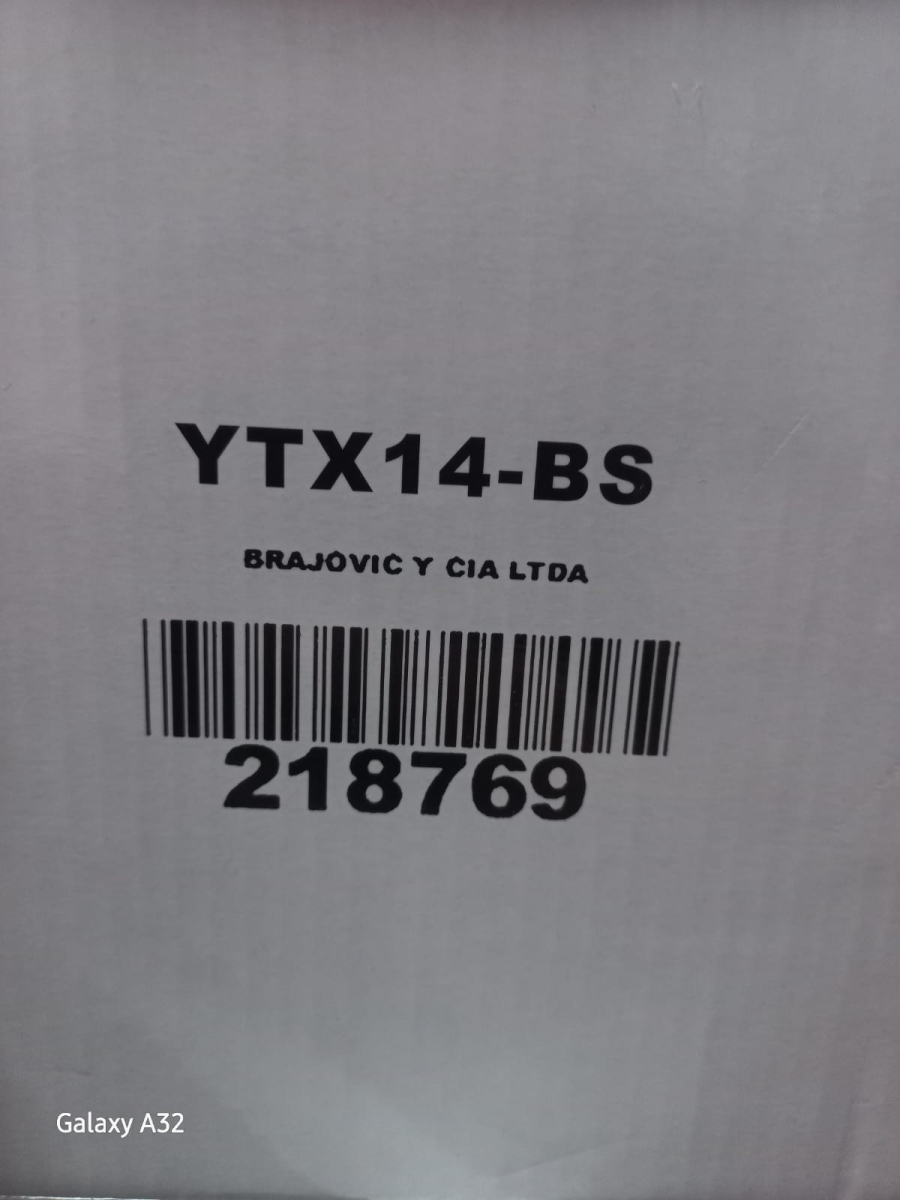 YTX14-BS
BRAJOVIC Y CIA LTDA
218769
Galaxy A32